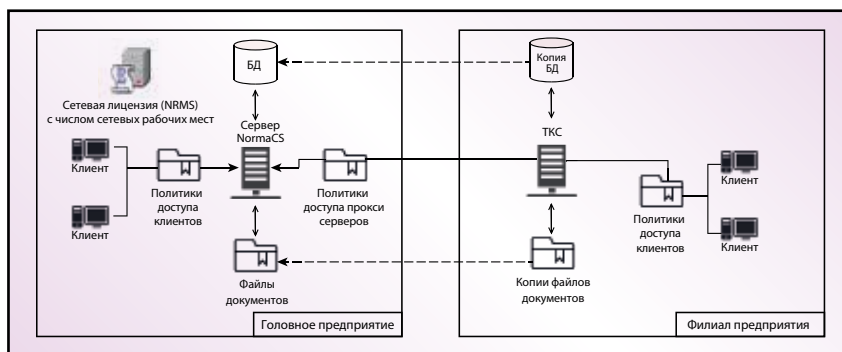 БД
Сетевая лицензия (NRMS)
с числом сетевых рабочих мест
Сервер
NormaCS
Клиент
Клиент
Политики
доступа
клиентов
Политики
доступа прокси
серверов
Файлы
документов
Головное предприятие
Копия
БД
ТКС
Политики
доступа
клиентов
Клиент
Клиент
Копии файлов
документов
Филиал предприятия